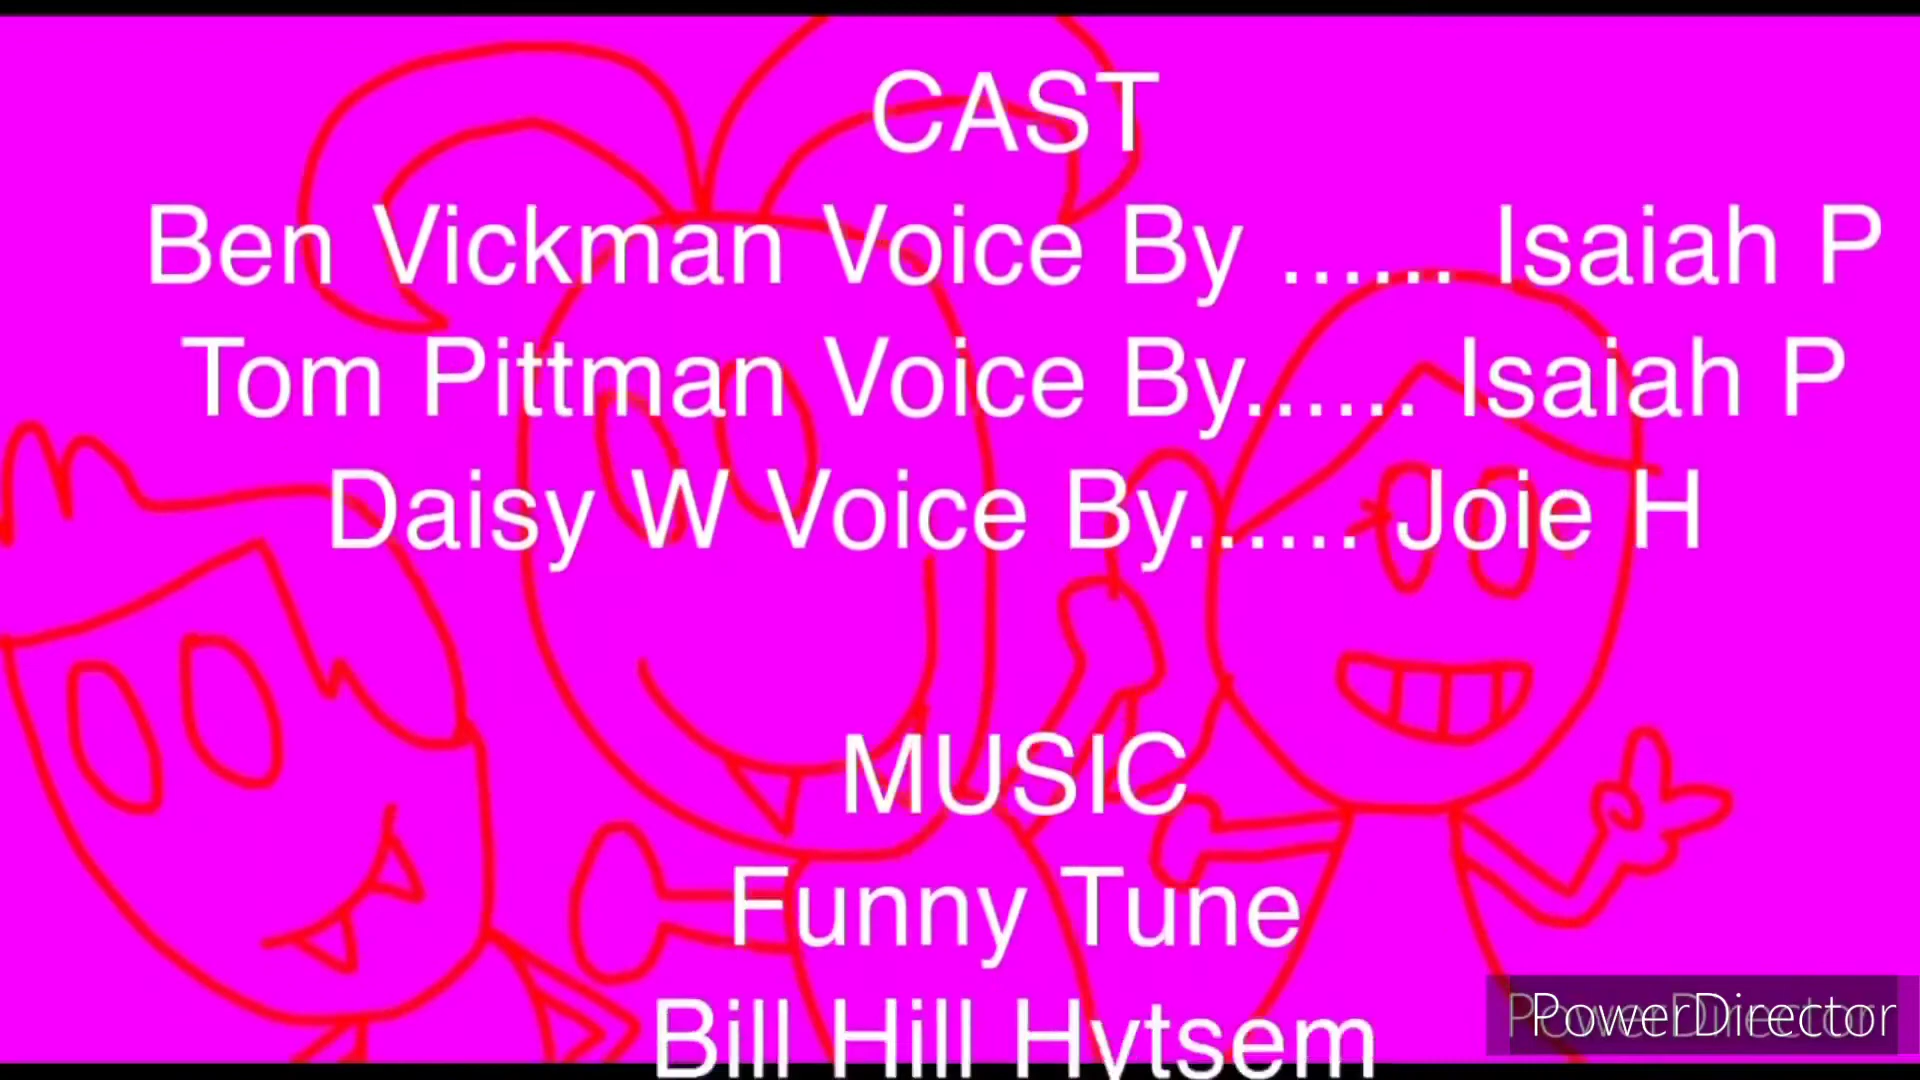 CAST
Ben Vickman Voice By ...... Isaiah P
Tom Pittman Voice By...... Isaiah P
Daisy W Voice By...... Joie H
MUSIC
Funny Tune
Bill Hill Hytsem
PowerDirector